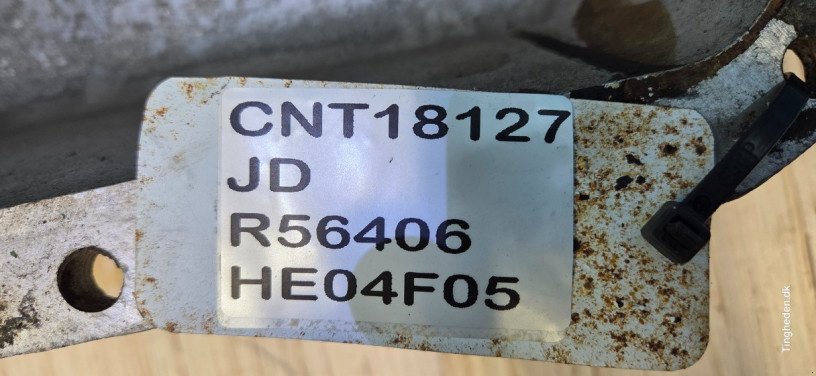 CNT18127
JD
R56406
HE04F05
Tingheden.dk